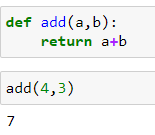 def add(a,b):
    return a+b
add(4,3)
7